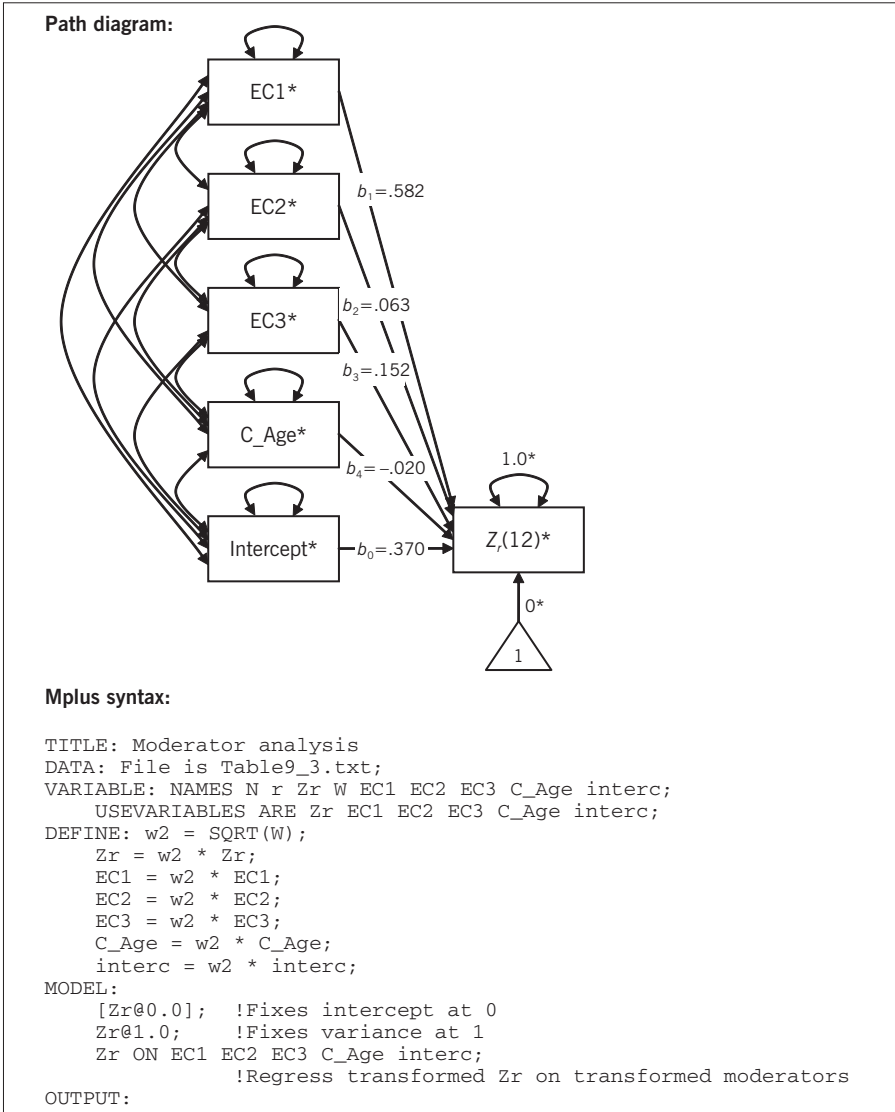 Path diagram:
EC1*
EC2*
b₁=.582
EC3*
b₂=.063
b₃=.152
C_Age*
b₄=–.020
1.0*
Intercept*
b₀=.370
Zᵣ(12)*
0*
1
Mplus syntax:
TITLE: Moderator analysis
DATA: File is Table9_3.txt;
VARIABLE: NAMES N r Zr W EC1 EC2 EC3 C_Age interc;
USEVARIABLES ARE Zr EC1 EC2 EC3 C_Age interc;
DEFINE: w2 = SQRT(W);
Zr = w2 * Zr;
EC1 = w2 * EC1;
EC2 = w2 * EC2;
EC3 = w2 * EC3;
C_Age = w2 * C_Age;
interc = w2 * interc;
MODEL:
[Zr@0.0]; !Fixes intercept at 0
Zr@1.0; !Fixes variance at 1
Zr ON EC1 EC2 EC3 C_Age interc;
!Regress transformed Zr on transformed moderators
OUTPUT: